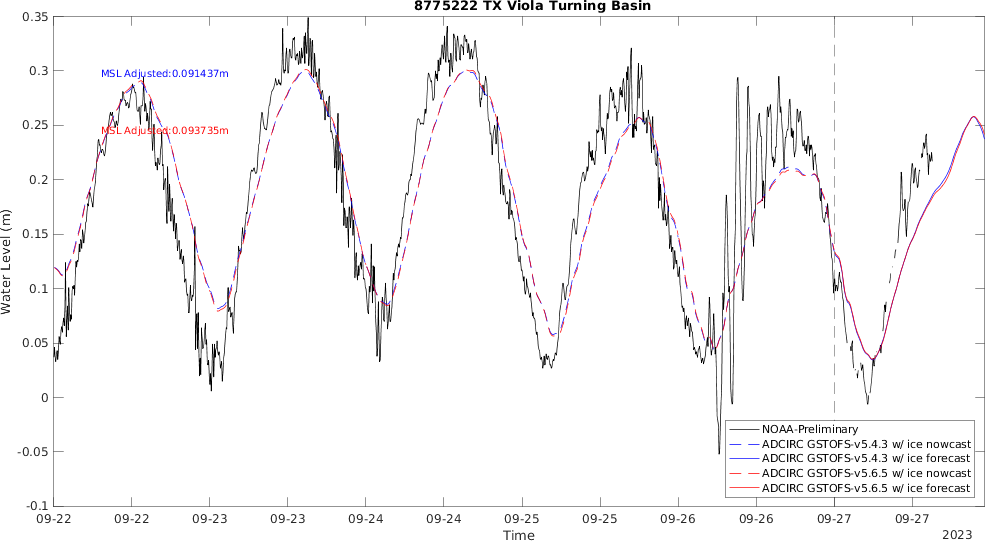 8775222 TX Viola Turning Basin
0.35
0.3
0.25
0.2
0.15
0.1
0.05
0
-0.05
-0.1
Water Level (m)
MSL Adjusted:0.091437m
MSL Adjusted:0.093735m
NOAA-Preliminary
ADCIRC GSTOFS-v5.4.3 w/ ice nowcast
ADCIRC GSTOFS-v5.4.3 w/ ice forecast
ADCIRC GSTOFS-v5.6.5 w/ ice nowcast
ADCIRC GSTOFS-v5.6.5 w/ ice forecast
09-22 09-22 09-23 09-23 09-24 09-24 09-25 09-25 09-26 09-26 09-27 09-27
Time
2023